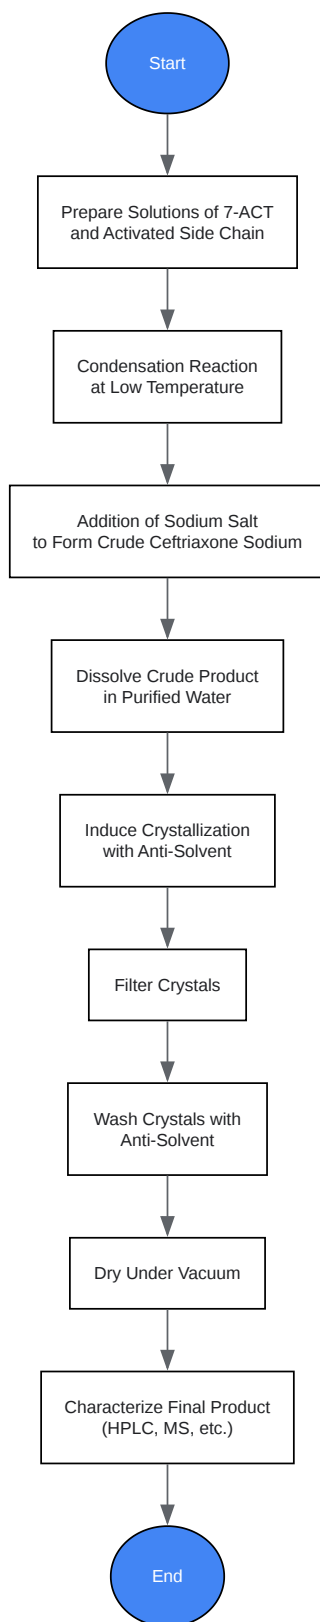 Start
Prepare Solutions of 7-ACT
and Activated Side Chain
Condensation Reaction
at Low Temperature
Addition of Sodium Salt
to Form Crude Ceftriaxone Sodium
Dissolve Crude Product
in Purified Water
Induce Crystallization
with Anti-Solvent
Filter Crystals
Wash Crystals with
Anti-Solvent
Dry Under Vacuum
Characterize Final Product
(HPLC, MS, etc.)
End